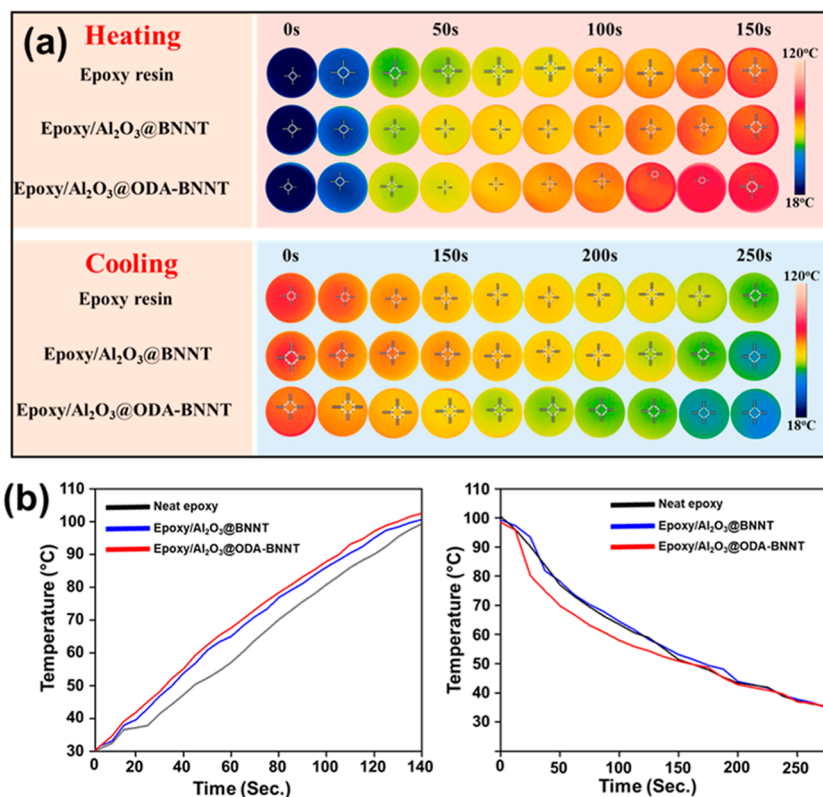 (a)
Heating
0s 50s 100s 150s
Epoxy resin
Epoxy/Al₂O₃@BNNT
Epoxy/Al₂O₃@ODA-BNNT
120°C
18°C
Cooling
0s 150s 200s 250s
Epoxy resin
Epoxy/Al₂O₃@BNNT
Epoxy/Al₂O₃@ODA-BNNT
120°C
18°C
(b)
Temperature (°C)
110
100
90
80
70
60
50
40
30
Neat epoxy
Epoxy/Al₂O₃@BNNT
Epoxy/Al₂O₃@ODA-BNNT
0 20 40 60 80 100 120 140
Time (Sec.)
Temperature (°C)
110
100
90
80
70
60
50
40
30
20
Neat epoxy
Epoxy/Al₂O₃@BNNT
Epoxy/Al₂O₃@ODA-BNNT
0 50 100 150 200 250
Time (Sec.)